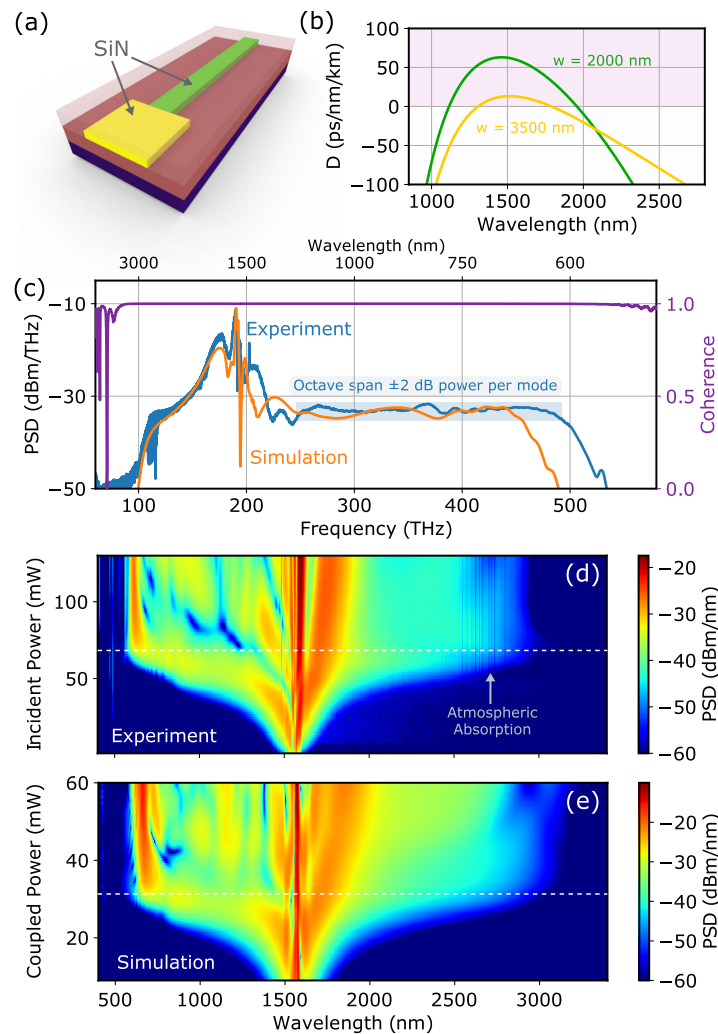 (a)
SiN
(b)
D (ps/nm/km)
100
50
0
−50
−100
w = 2000 nm
w = 3500 nm
1000 1500 2000 2500
Wavelength (nm)
Wavelength (nm)
3000 1500 1000 750 600
(c)
PSD (dBm/THz)
−10
−30
−50
Experiment
Octave span ±2 dB power per mode
Simulation
1.0
0.5
0.0
Coherence
100 200 300 400 500
Frequency (THz)
(d)
Incident Power (mW)
100
50
Experiment
Atmospheric
Absorption
−20
−30
−40
−50
−60
PSD (dBm/nm)
(e)
Coupled Power (mW)
60
40
20
Simulation
−20
−30
−40
−50
−60
PSD (dBm/nm)
500 1000 1500 2000 2500 3000
Wavelength (nm)